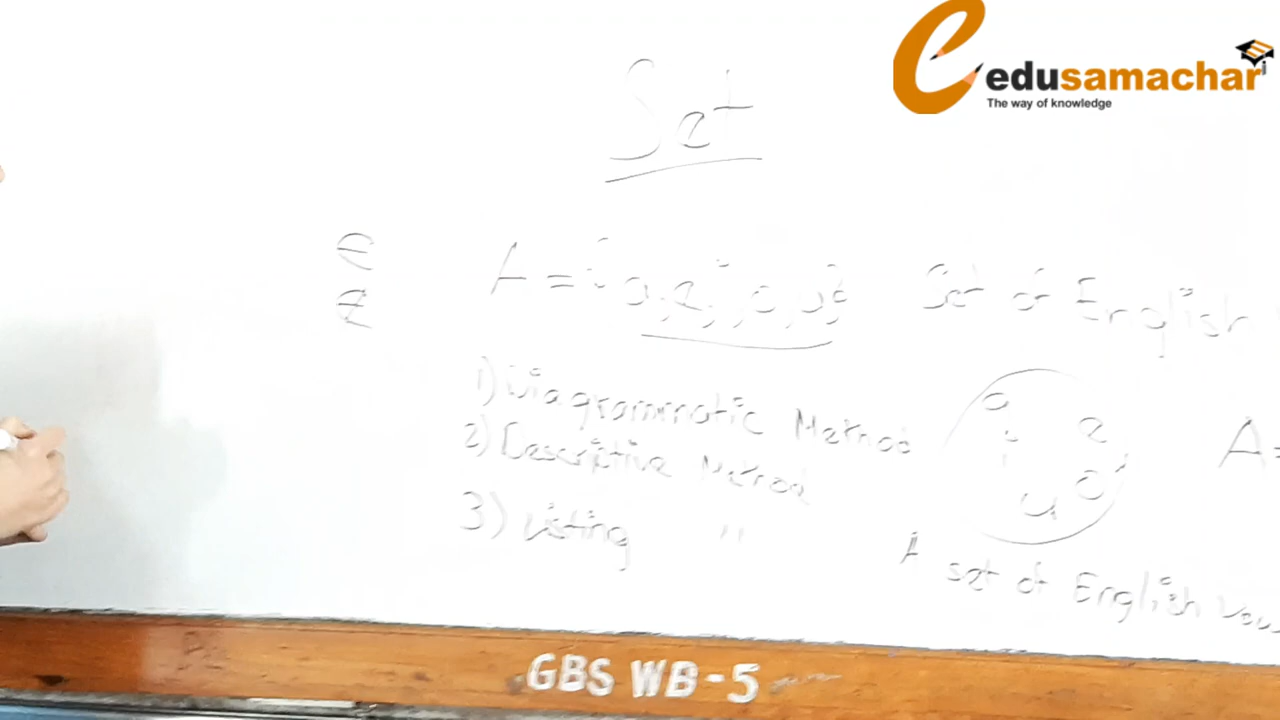 edusamachar
The way of knowledge
Set
∈
∉
A = {a, e, i, o, u} Set of English
1) Diagrammatic Method
2) Descriptive Method
3) Listing "
a
e
i
o
u
A =
A set of English Vow
GBS WB-5